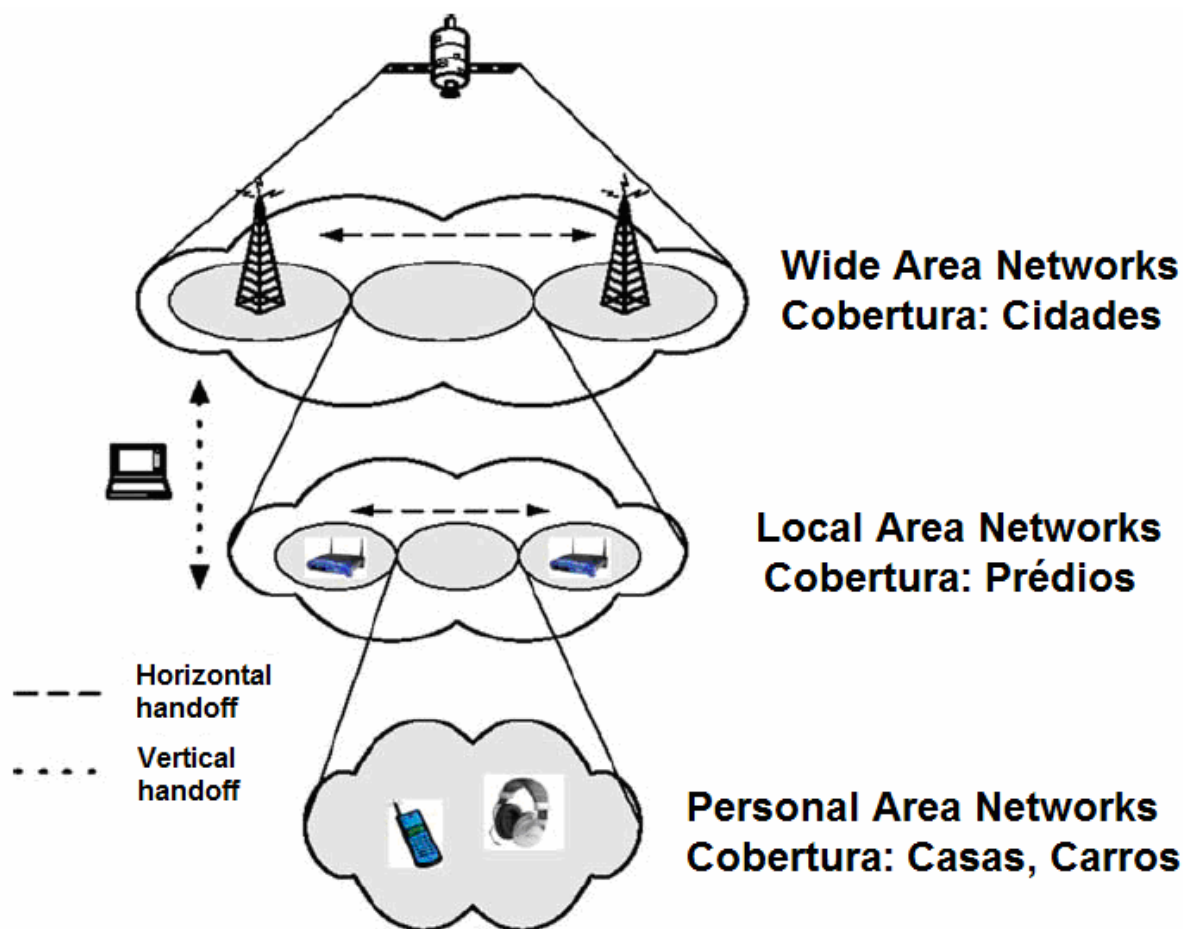 Wide Area Networks
Cobertura: Cidades
Local Area Networks
Cobertura: Prédios
Horizontal
handoff
Vertical
handoff
Personal Area Networks
Cobertura: Casas, Carros